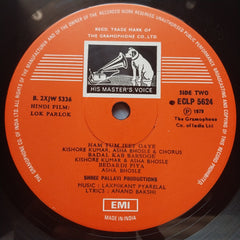 REGD. TRADE MARK OF
THE GRAMOPHONE CO. LTD.
HIS MASTER'S VOICE
B. 2XJW 5336
HINDI FILM:
LOK PARLOK
SIDE TWO
ECLP 5624
℗ 1979
The Gramophone
Co. of India Ltd
HAM TUM JEET GAYE
KISHORE KUMAR, ASHA BHOSLE & CHORUS
BADAL KAB BARSOGE
KISHORE KUMAR & ASHA BHOSLE
BEDARDI PIYA
ASHA BHOSLE
SHREE PALLAVI PRODUCTIONS
MUSIC : LAXMIKANT PYARELAL
LYRICS : ANAND BAKSHI
EMI
MADE IN INDIA